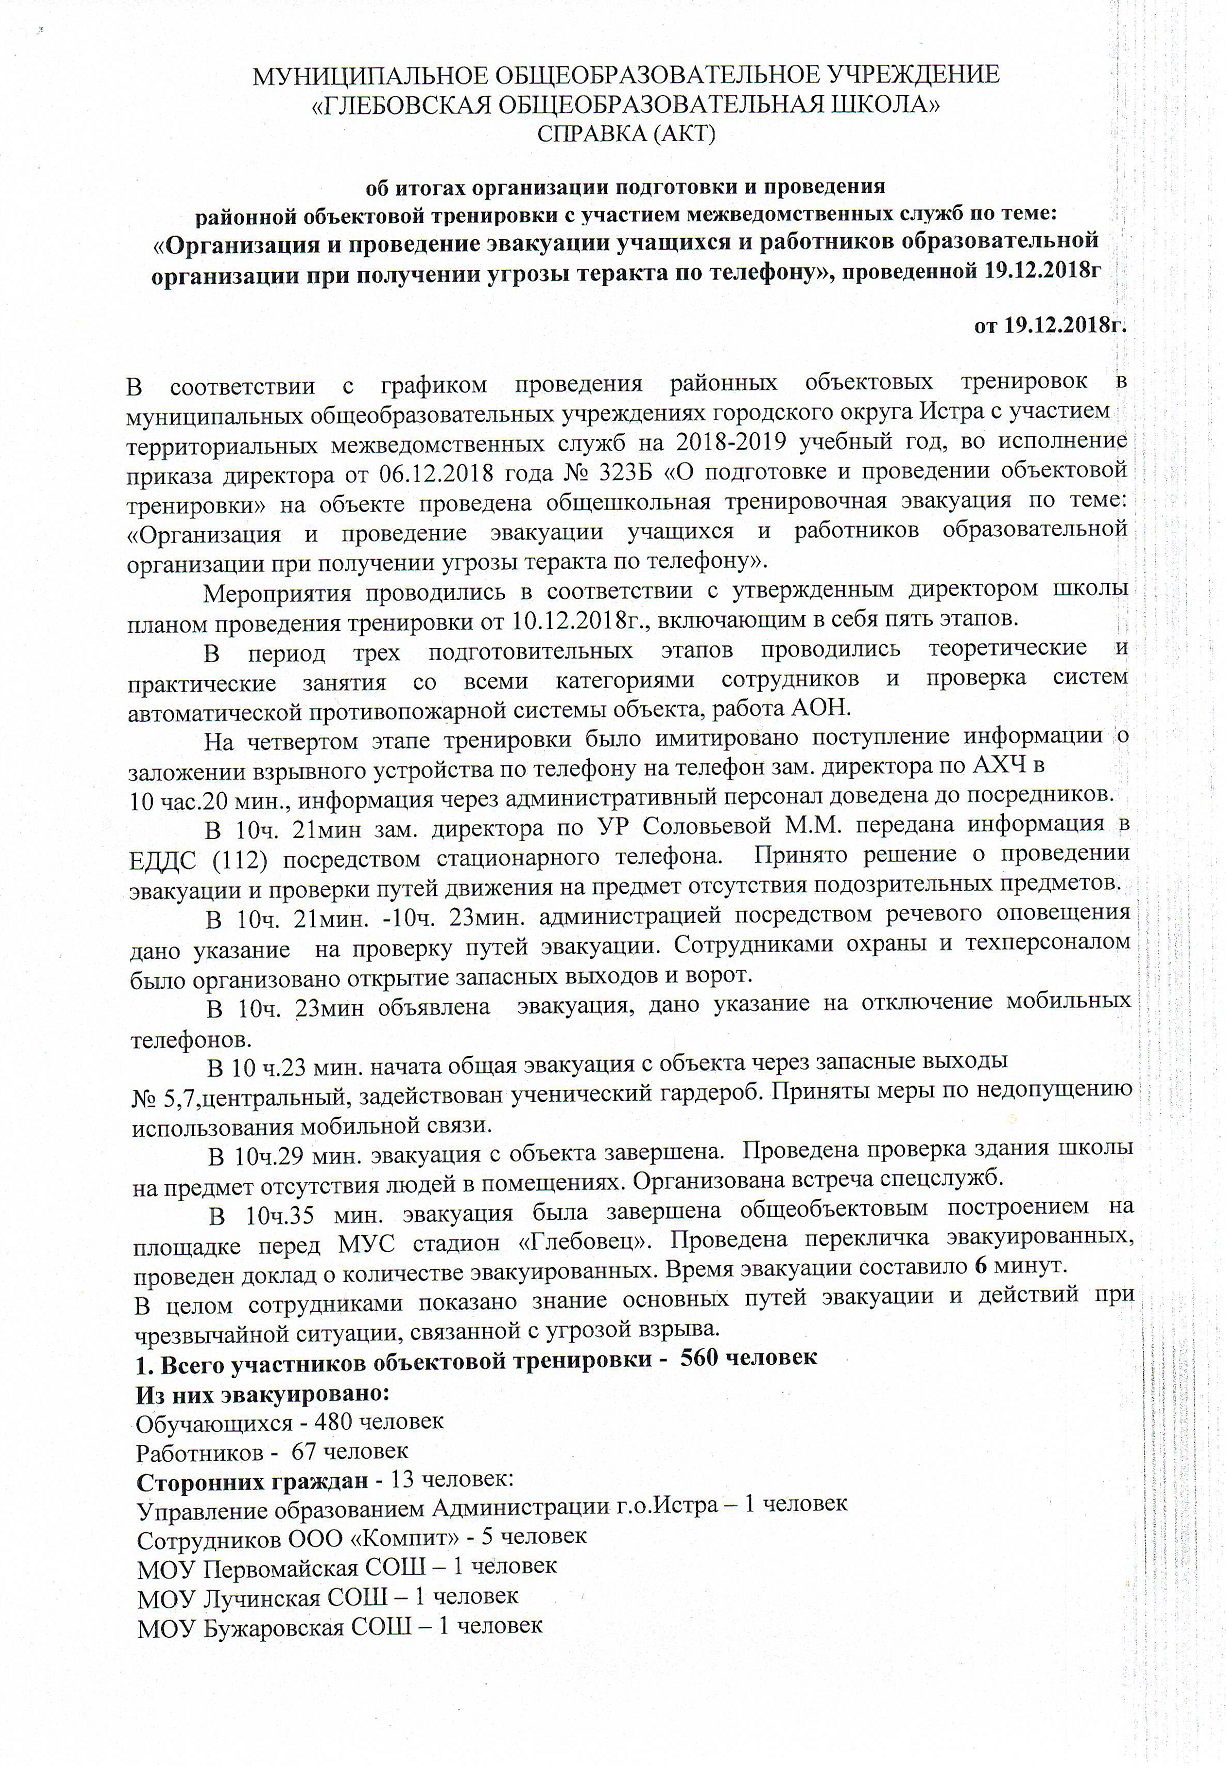 МУНИЦИПАЛЬНОЕ ОБЩЕОБРАЗОВАТЕЛЬНОЕ УЧРЕЖДЕНИЕ
«ГЛЕБОВСКАЯ ОБЩЕОБРАЗОВАТЕЛЬНАЯ ШКОЛА»
СПРАВКА (АКТ)
об итогах организации подготовки и проведения
районной объектовой тренировки с участием межведомственных служб по теме:
«Организация и проведение эвакуации учащихся и работников образовательной
организации при получении угрозы теракта по телефону», проведенной 19.12.2018г
от 19.12.2018г.
В соответствии с графиком проведения районных объектовых тренировок в
муниципальных общеобразовательных учреждениях городского округа Истра с участием
территориальных межведомственных служб на 2018-2019 учебный год, во исполнение
приказа директора от 06.12.2018 года № 323Б «О подготовке и проведении объектовой
тренировки» на объекте проведена общешкольная тренировочная эвакуация по теме:
«Организация и проведение эвакуации учащихся и работников образовательной
организации при получении угрозы теракта по телефону».
Мероприятия проводились в соответствии с утвержденным директором школы
планом проведения тренировки от 10.12.2018г., включающим в себя пять этапов.
В период трех подготовительных этапов проводились теоретические и
практические занятия со всеми категориями сотрудников и проверка систем
автоматической противопожарной системы объекта, работа АОН.
На четвертом этапе тренировки было имитировано поступление информации о
заложении взрывного устройства по телефону на телефон зам. директора по АХЧ в
10 час.20 мин., информация через административный персонал доведена до посредников.
В 10ч. 21мин зам. директора по УР Соловьевой М.М. передана информация в
ЕДДС (112) посредством стационарного телефона. Принято решение о проведении
эвакуации и проверки путей движения на предмет отсутствия подозрительных предметов.
В 10ч. 21мин. -10ч. 23мин. администрацией посредством речевого оповещения
дано указание на проверку путей эвакуации. Сотрудниками охраны и техперсоналом
было организовано открытие запасных выходов и ворот.
В 10ч. 23мин объявлена эвакуация, дано указание на отключение мобильных
телефонов.
В 10 ч.23 мин. начата общая эвакуация с объекта через запасные выходы
№ 5,7,центральный, задействован ученический гардероб. Приняты меры по недопущению
использования мобильной связи.
В 10ч.29 мин. эвакуация с объекта завершена. Проведена проверка здания школы
на предмет отсутствия людей в помещениях. Организована встреча спецслужб.
В 10ч.35 мин. эвакуация была завершена общеобъектовым построением на
площадке перед МУС стадион «Глебовец». Проведена перекличка эвакуированных,
проведен доклад о количестве эвакуированных. Время эвакуации составило 6 минут.
В целом сотрудниками показано знание основных путей эвакуации и действий при
чрезвычайной ситуации, связанной с угрозой взрыва.
1. Всего участников объектовой тренировки - 560 человек
Из них эвакуировано:
Обучающихся - 480 человек
Работников - 67 человек
Сторонних граждан - 13 человек:
Управление образованием Администрации г.о.Истра – 1 человек
Сотрудников ООО «Компит» - 5 человек
МОУ Первомайская СОШ – 1 человек
МОУ Лучинская СОШ – 1 человек
МОУ Бужаровская СОШ – 1 человек